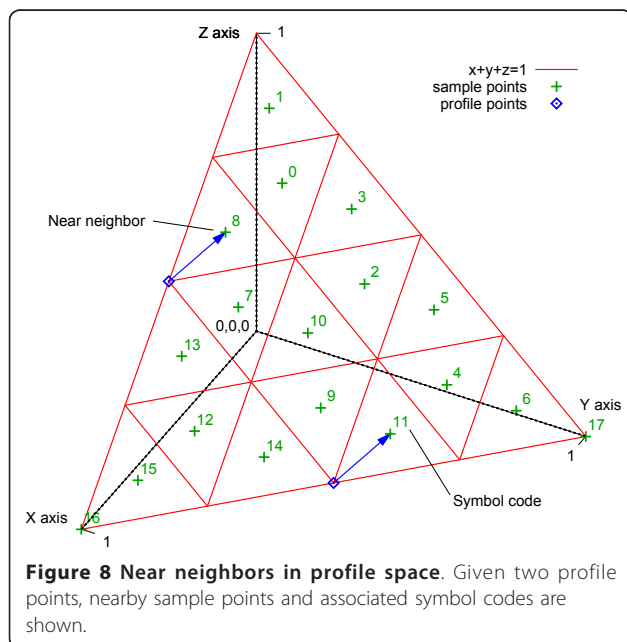 Z axis
1
x+y+z=1
sample points
profile points
1
0
3
Near neighbor
8
2
7
5
0,0,0
10
13
4
9
6
Y axis
12
11
17
14
1
15
Symbol code
X axis
16
1
Figure 8 Near neighbors in profile space. Given two profile
points, nearby sample points and associated symbol codes are
shown.